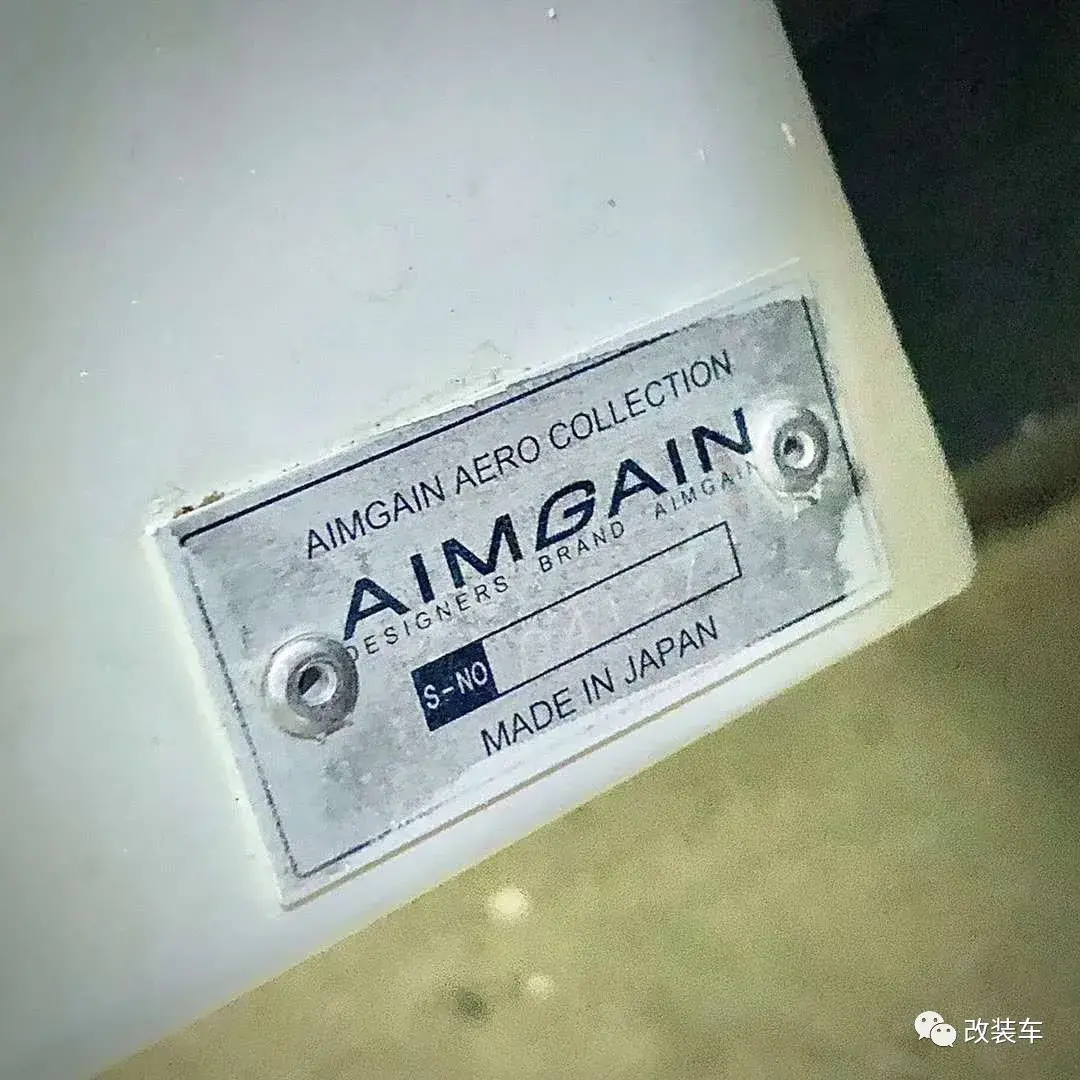 AIMGAIN AERO COLLECTION
AIMGAIN
DESIGNERS BRAND AIMGAIN
S-NO
MADE IN JAPAN
改装车